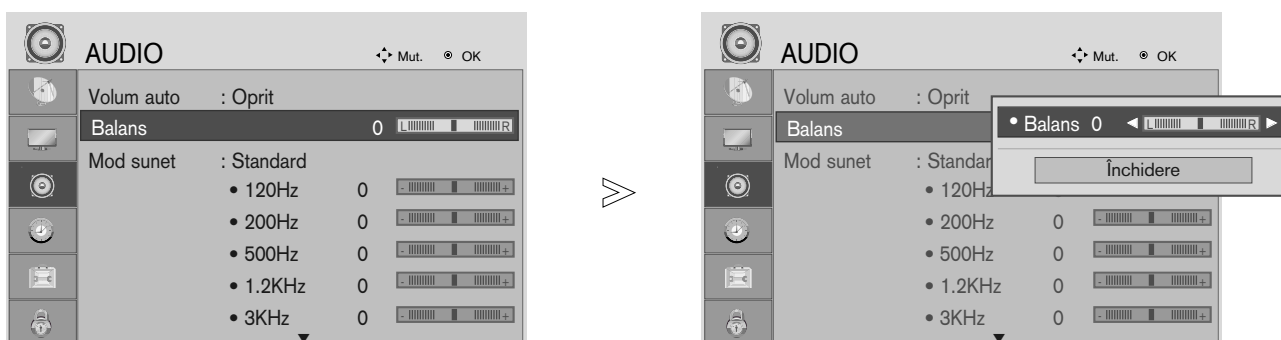 AUDIO Mut. OK
Volum auto : Oprit
Balans 0 L R
Mod sunet : Standard
• 120Hz 0 - +
• 200Hz 0 - +
• 500Hz 0 - +
• 1.2KHz 0 - +
• 3KHz 0 - +
AUDIO Mut. OK
Volum auto : Oprit
Balans
• Balans 0 L R
Închidere
Mod sunet : Standar
• 120Hz
• 200Hz 0 - +
• 500Hz 0 - +
• 1.2KHz 0 - +
• 3KHz 0 - +